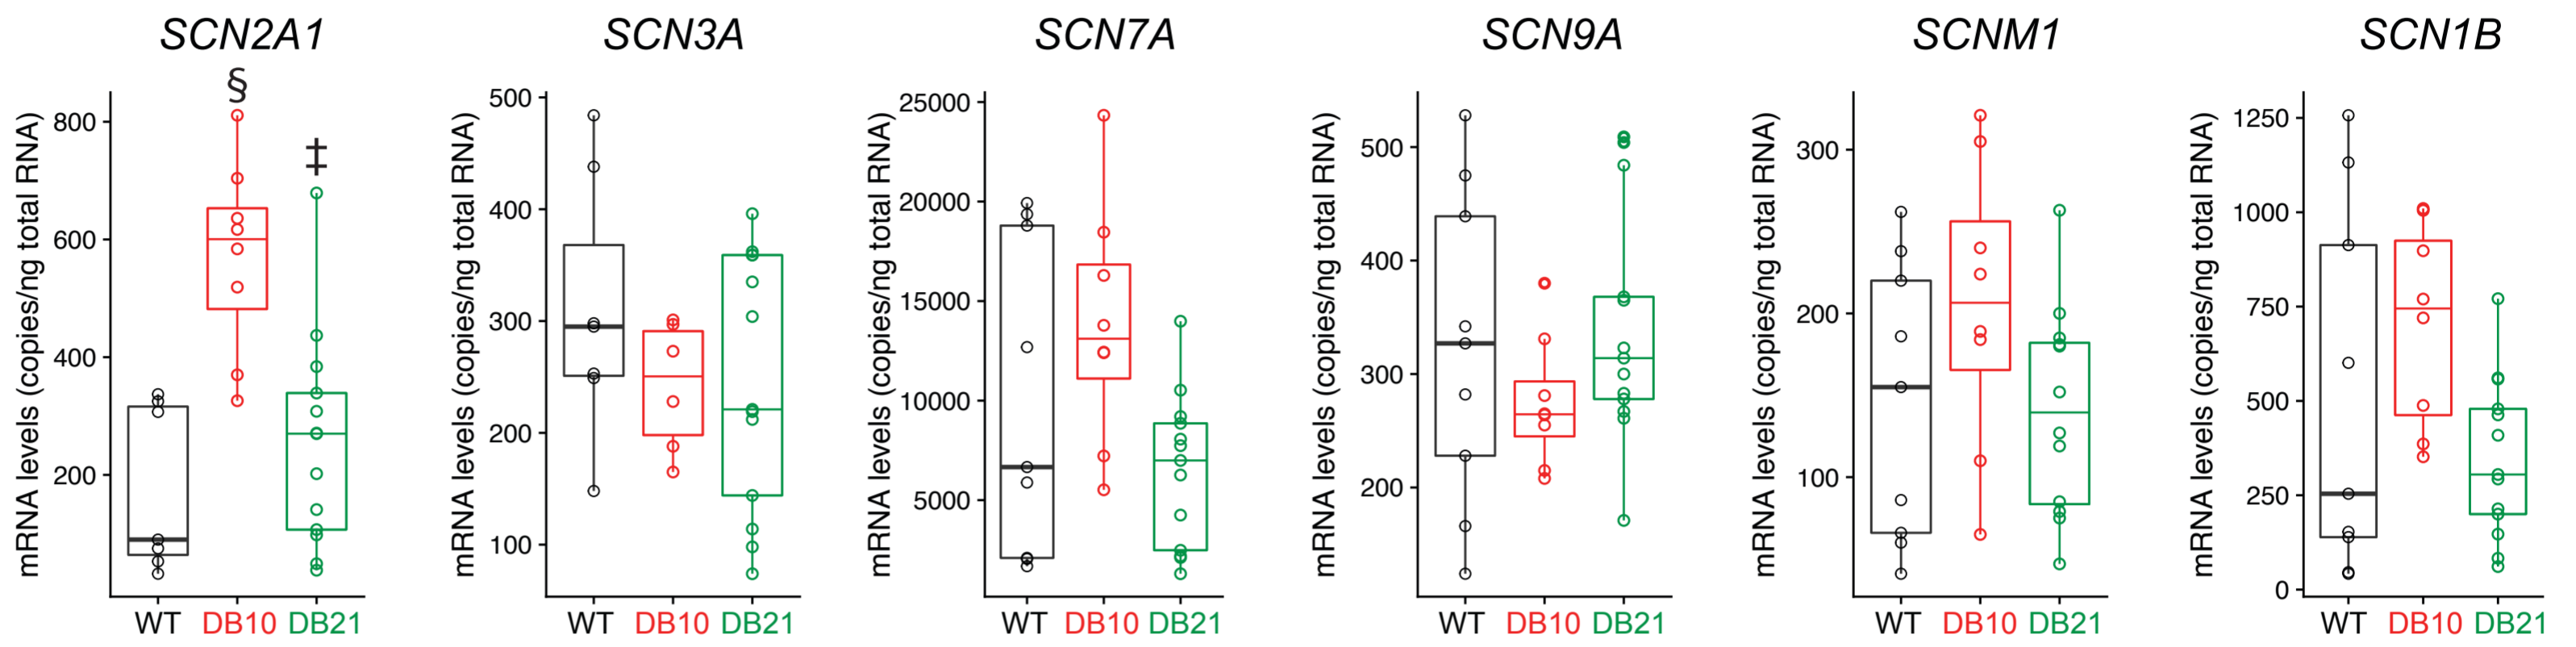 SCN2A1
SCN3A
SCN7A
SCN9A
SCNM1
SCN1B
mRNA levels (copies/ng total RNA)
800
600
400
200
§
‡
WT
DB10
DB21
mRNA levels (copies/ng total RNA)
500
400
300
200
100
WT
DB10
DB21
mRNA levels (copies/ng total RNA)
25000
20000
15000
10000
5000
WT
DB10
DB21
mRNA levels (copies/ng total RNA)
500
400
300
200
WT
DB10
DB21
mRNA levels (copies/ng total RNA)
300
200
100
WT
DB10
DB21
mRNA levels (copies/ng total RNA)
1250
1000
750
500
250
0
WT
DB10
DB21